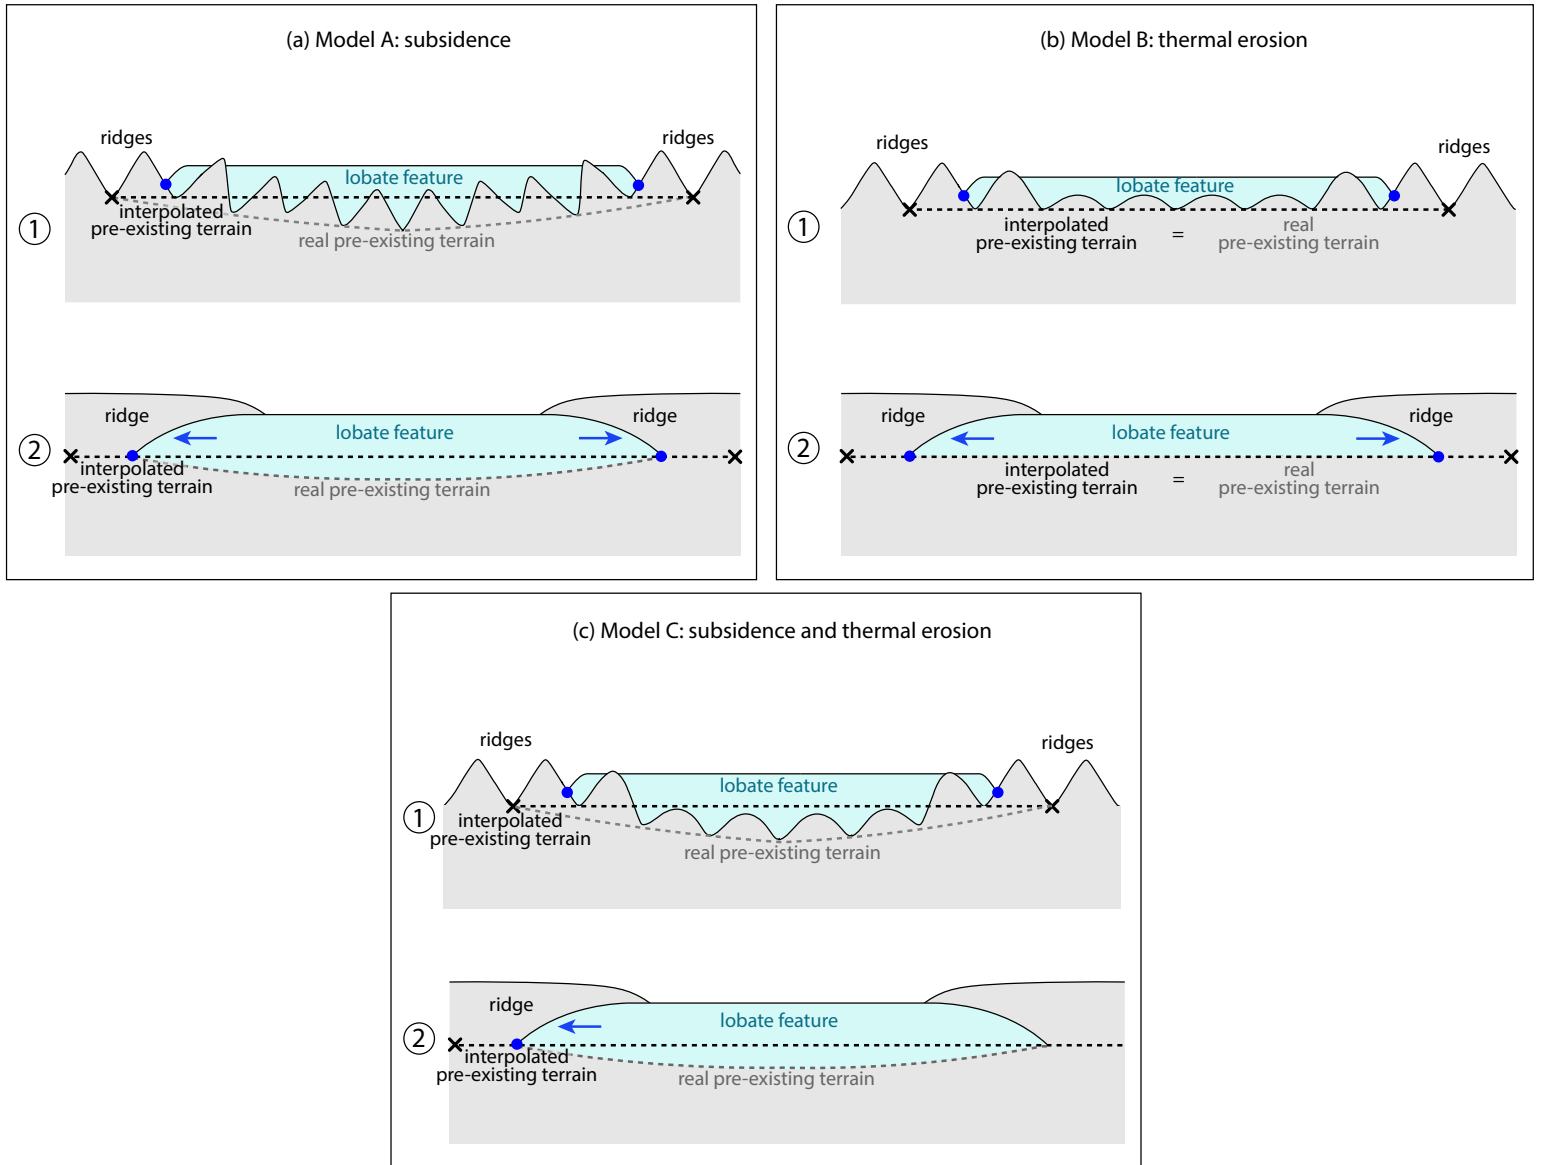 (a) Model A: subsidence
ridges
ridges
lobate feature
interpolated
pre-existing terrain
real pre-existing terrain
1
ridge
ridge
lobate feature
2
interpolated
pre-existing terrain
real pre-existing terrain
(b) Model B: thermal erosion
ridges
ridges
lobate feature
1
interpolated
pre-existing terrain
=
real
pre-existing terrain
ridge
ridge
lobate feature
2
interpolated
pre-existing terrain
=
real
pre-existing terrain
(c) Model C: subsidence and thermal erosion
ridges
ridges
lobate feature
1
interpolated
pre-existing terrain
real pre-existing terrain
ridge
lobate feature
2
interpolated
pre-existing terrain
real pre-existing terrain